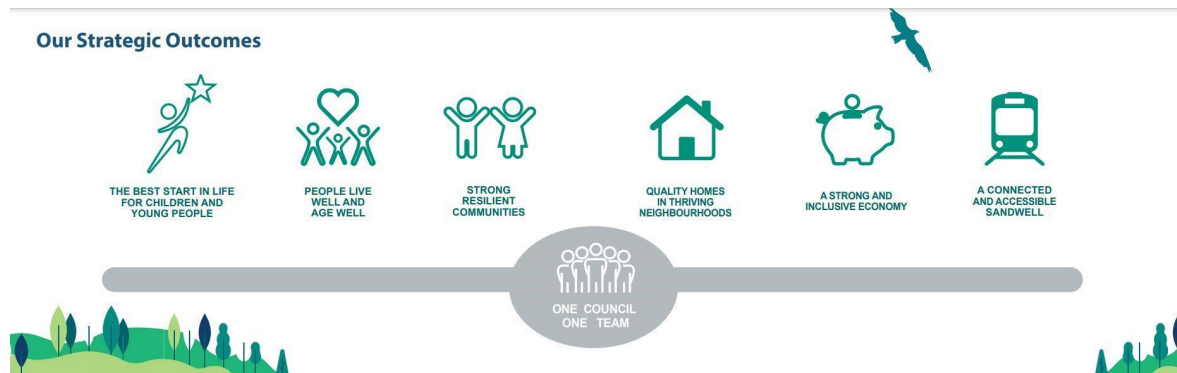 Our Strategic Outcomes
THE BEST START IN LIFE
FOR CHILDREN AND
YOUNG PEOPLE
PEOPLE LIVE
WELL AND
AGE WELL
STRONG
RESILIENT
COMMUNITIES
QUALITY HOMES
IN THRIVING
NEIGHBOURHOODS
A STRONG AND
INCLUSIVE ECONOMY
A CONNECTED
AND ACCESSIBLE
SANDWELL
ONE COUNCIL
ONE TEAM